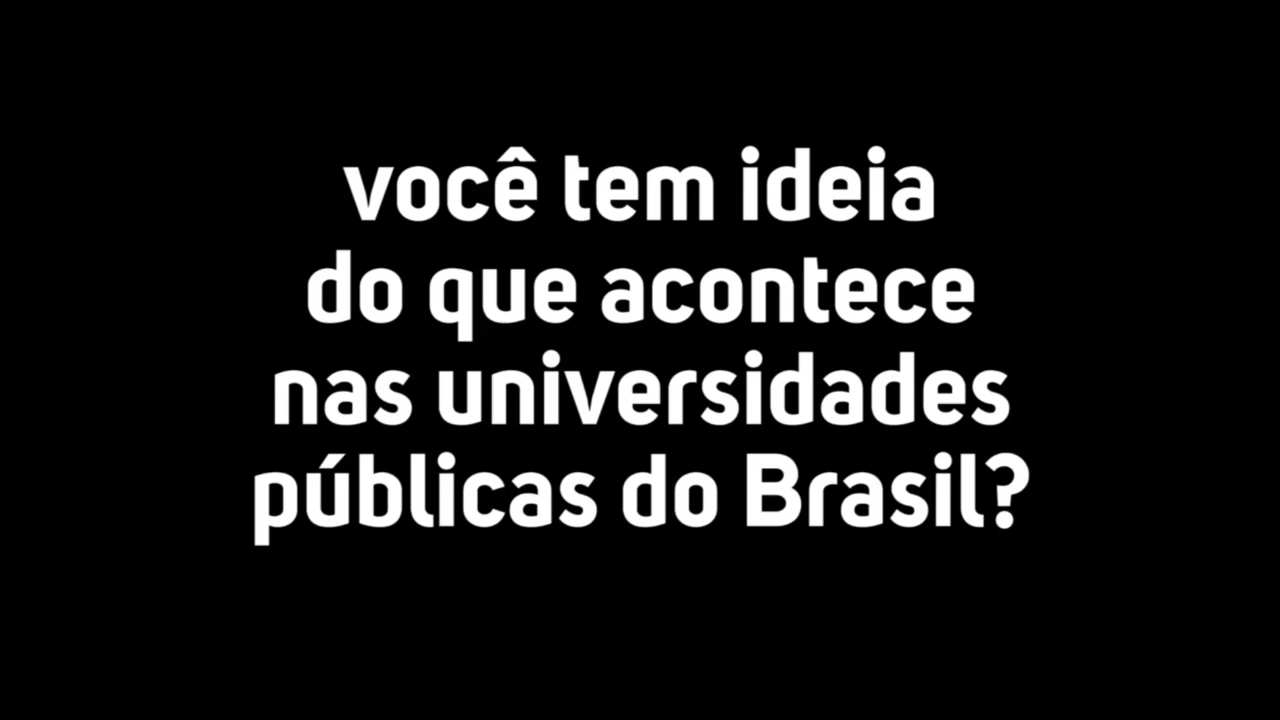 você tem ideia
do que acontece
nas universidades
públicas do Brasil?